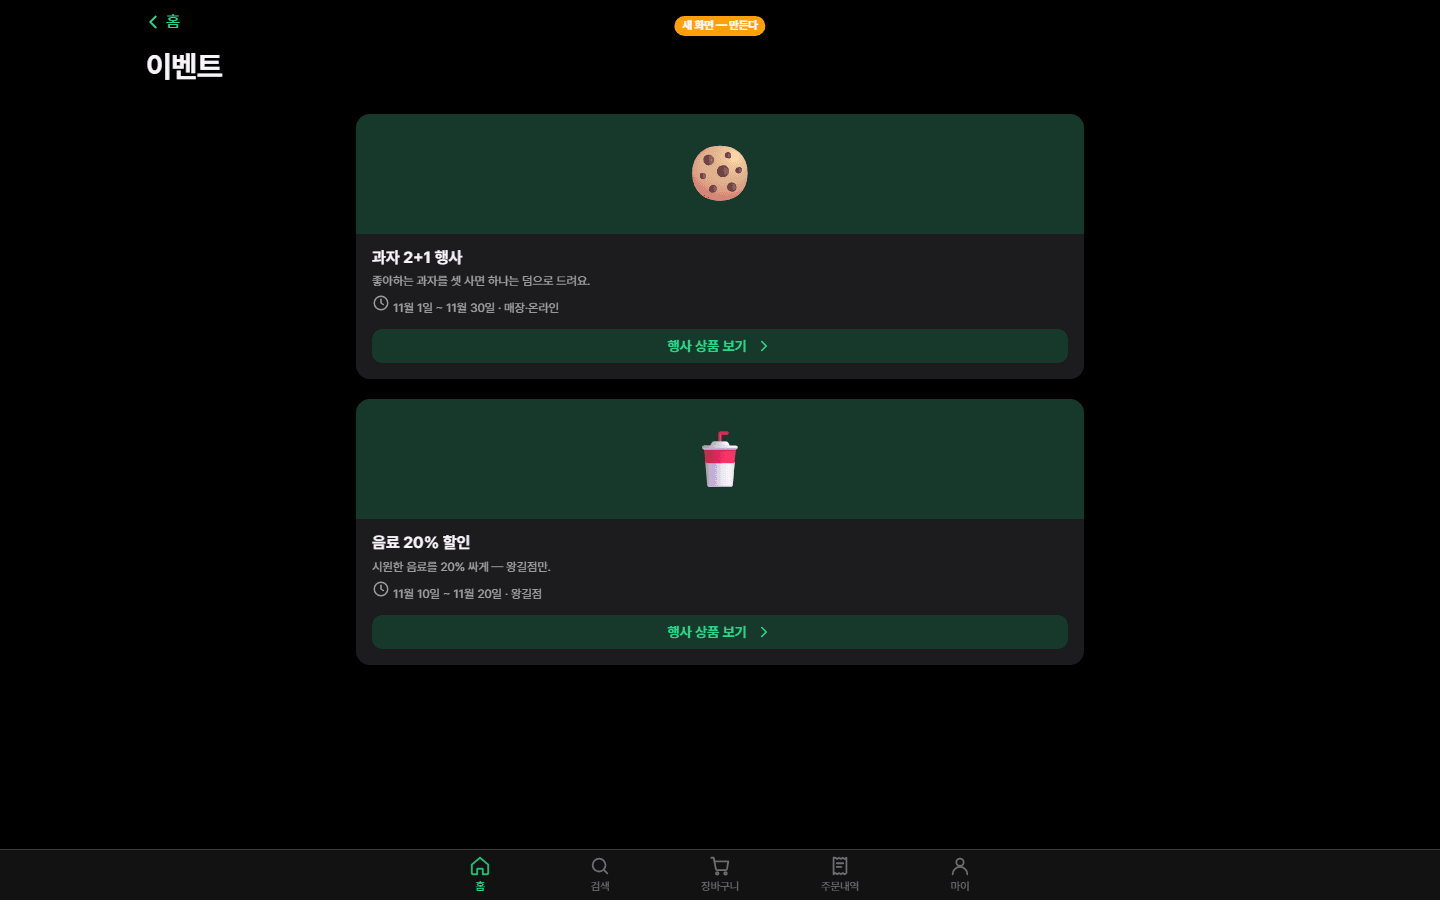 홈
새 화면 — 만든다
이벤트
과자 2+1 행사
좋아하는 과자를 셋 사면 하나는 덤으로 드려요.
11월 1일 ~ 11월 30일 · 매장·온라인
행사 상품 보기
음료 20% 할인
시원한 음료를 20% 싸게 — 왕길점만.
11월 10일 ~ 11월 20일 · 왕길점
행사 상품 보기
홈
검색
장바구니
주문내역
마이